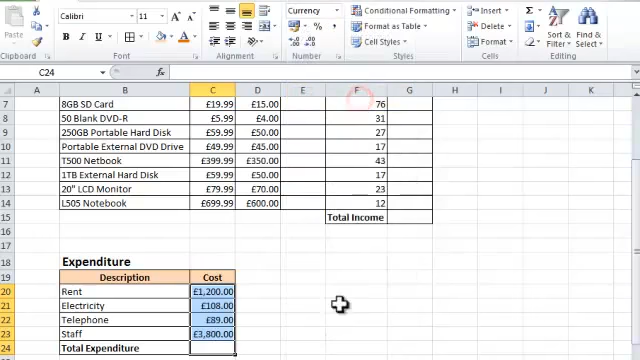 Paste
Calibri 11 A A
B I U A
Clipboard Font Alignment Number Styles Cells Editing
Currency
% ,
Conditional Formatting
Format as Table
Cell Styles
Insert
Delete
Format
Sort & Filter
Find & Select
C24 fx
A B C D E F G H I J K
7 8GB SD Card £19.99 £15.00 76
8 50 Blank DVD-R £5.99 £4.00 31
9 250GB Portable Hard Disk £59.99 £50.00 27
10 Portable External DVD Drive £49.99 £45.00 17
11 T500 Netbook £399.99 £350.00 43
12 1TB External Hard Disk £59.99 £50.00 17
13 20" LCD Monitor £79.99 £70.00 23
14 L505 Notebook £699.99 £600.00 12
15 Total Income
16
17
18 Expenditure
19 Description Cost
20 Rent £1,200.00
21 Electricity £108.00
22 Telephone £89.00
23 Staff £3,800.00
24 Total Expenditure